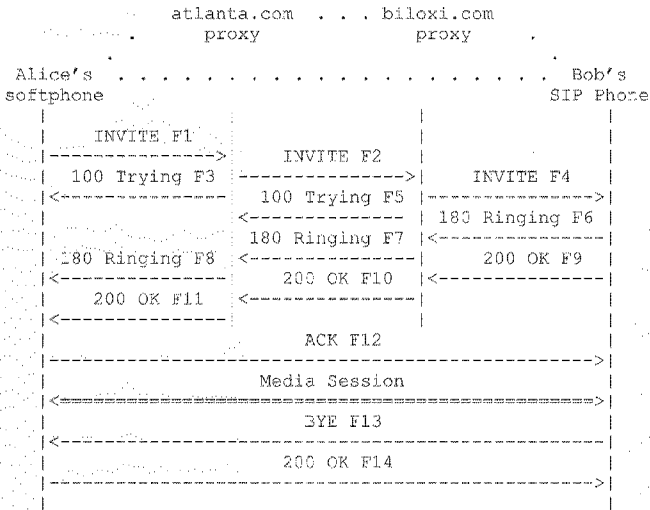 atlanta.com . . . biloxi.com
proxy proxy
Alice's Bob's
softphone SIP Phone
INVITE F1
INVITE F2
100 Trying F3 INVITE F4
100 Trying F5
180 Ringing F6
180 Ringing F7
180 Ringing F8 200 OK F9
200 OK F10
200 OK F11
ACK F12
Media Session
BYE F13
200 OK F14